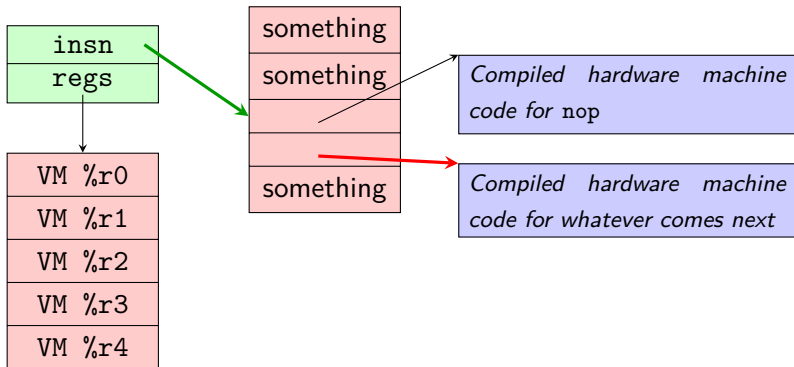 insn
regs
VM %r0
VM %r1
VM %r2
VM %r3
VM %r4
something
something
something
Compiled hardware machine
code for nop
Compiled hardware machine
code for whatever comes next